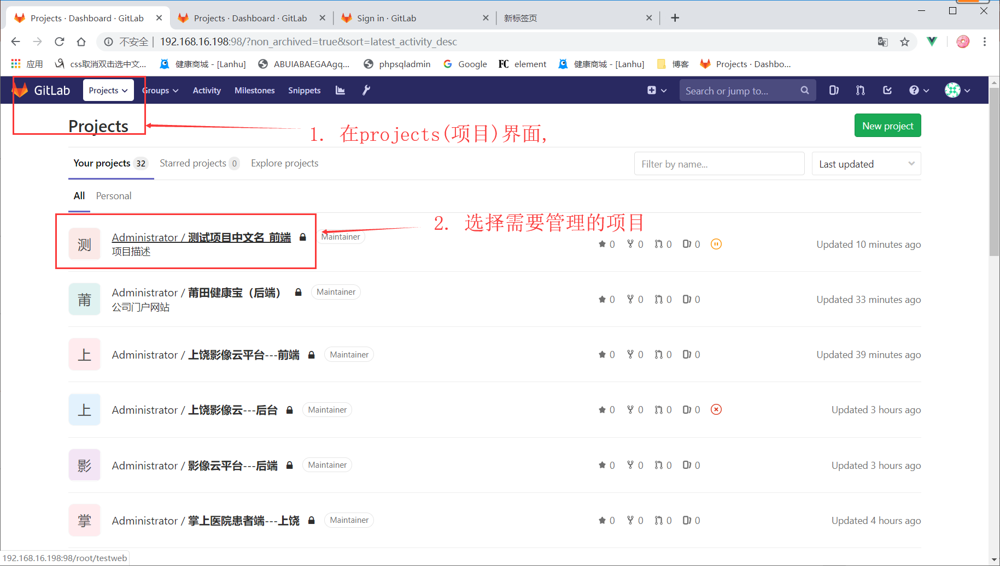 Projects · Dashboard · GitLab
Projects · Dashboard · GitLab
Sign in · GitLab
新标签页
不安全 | 192.168.16.198:98/?non_archived=true&sort=latest_activity_desc
应用
css取消双击选中文...
健康商城 - [Lanhu]
ABUIABAEGAAgq...
phpsqladmin
Google
FC element
健康商城 - [Lanhu]
博客
Projects · Dashbo...
GitLab
Projects
Groups
Activity
Milestones
Snippets
Search or jump to...
Projects
1. 在projects(项目)界面,
New project
Your projects 32
Starred projects 0
Explore projects
Filter by name...
Last updated
All
Personal
2. 选择需要管理的项目
测
Administrator / 测试项目中文名_前端
Maintainer
项目描述
0 0 0 0
Updated 10 minutes ago
莆
Administrator / 莆田健康宝（后端）
Maintainer
公司门户网站
0 0 0 0
Updated 33 minutes ago
上
Administrator / 上饶影像云平台---前端
Maintainer
0 0 0 0
Updated 39 minutes ago
上
Administrator / 上饶影像云---后台
Maintainer
0 0 0 0
Updated 3 hours ago
影
Administrator / 影像云平台---后端
Maintainer
0 0 0 0
Updated 3 hours ago
掌
Administrator / 掌上医院患者端---上饶
Maintainer
0 0 0 0
Updated 4 hours ago
192.168.16.198:98/root/testweb